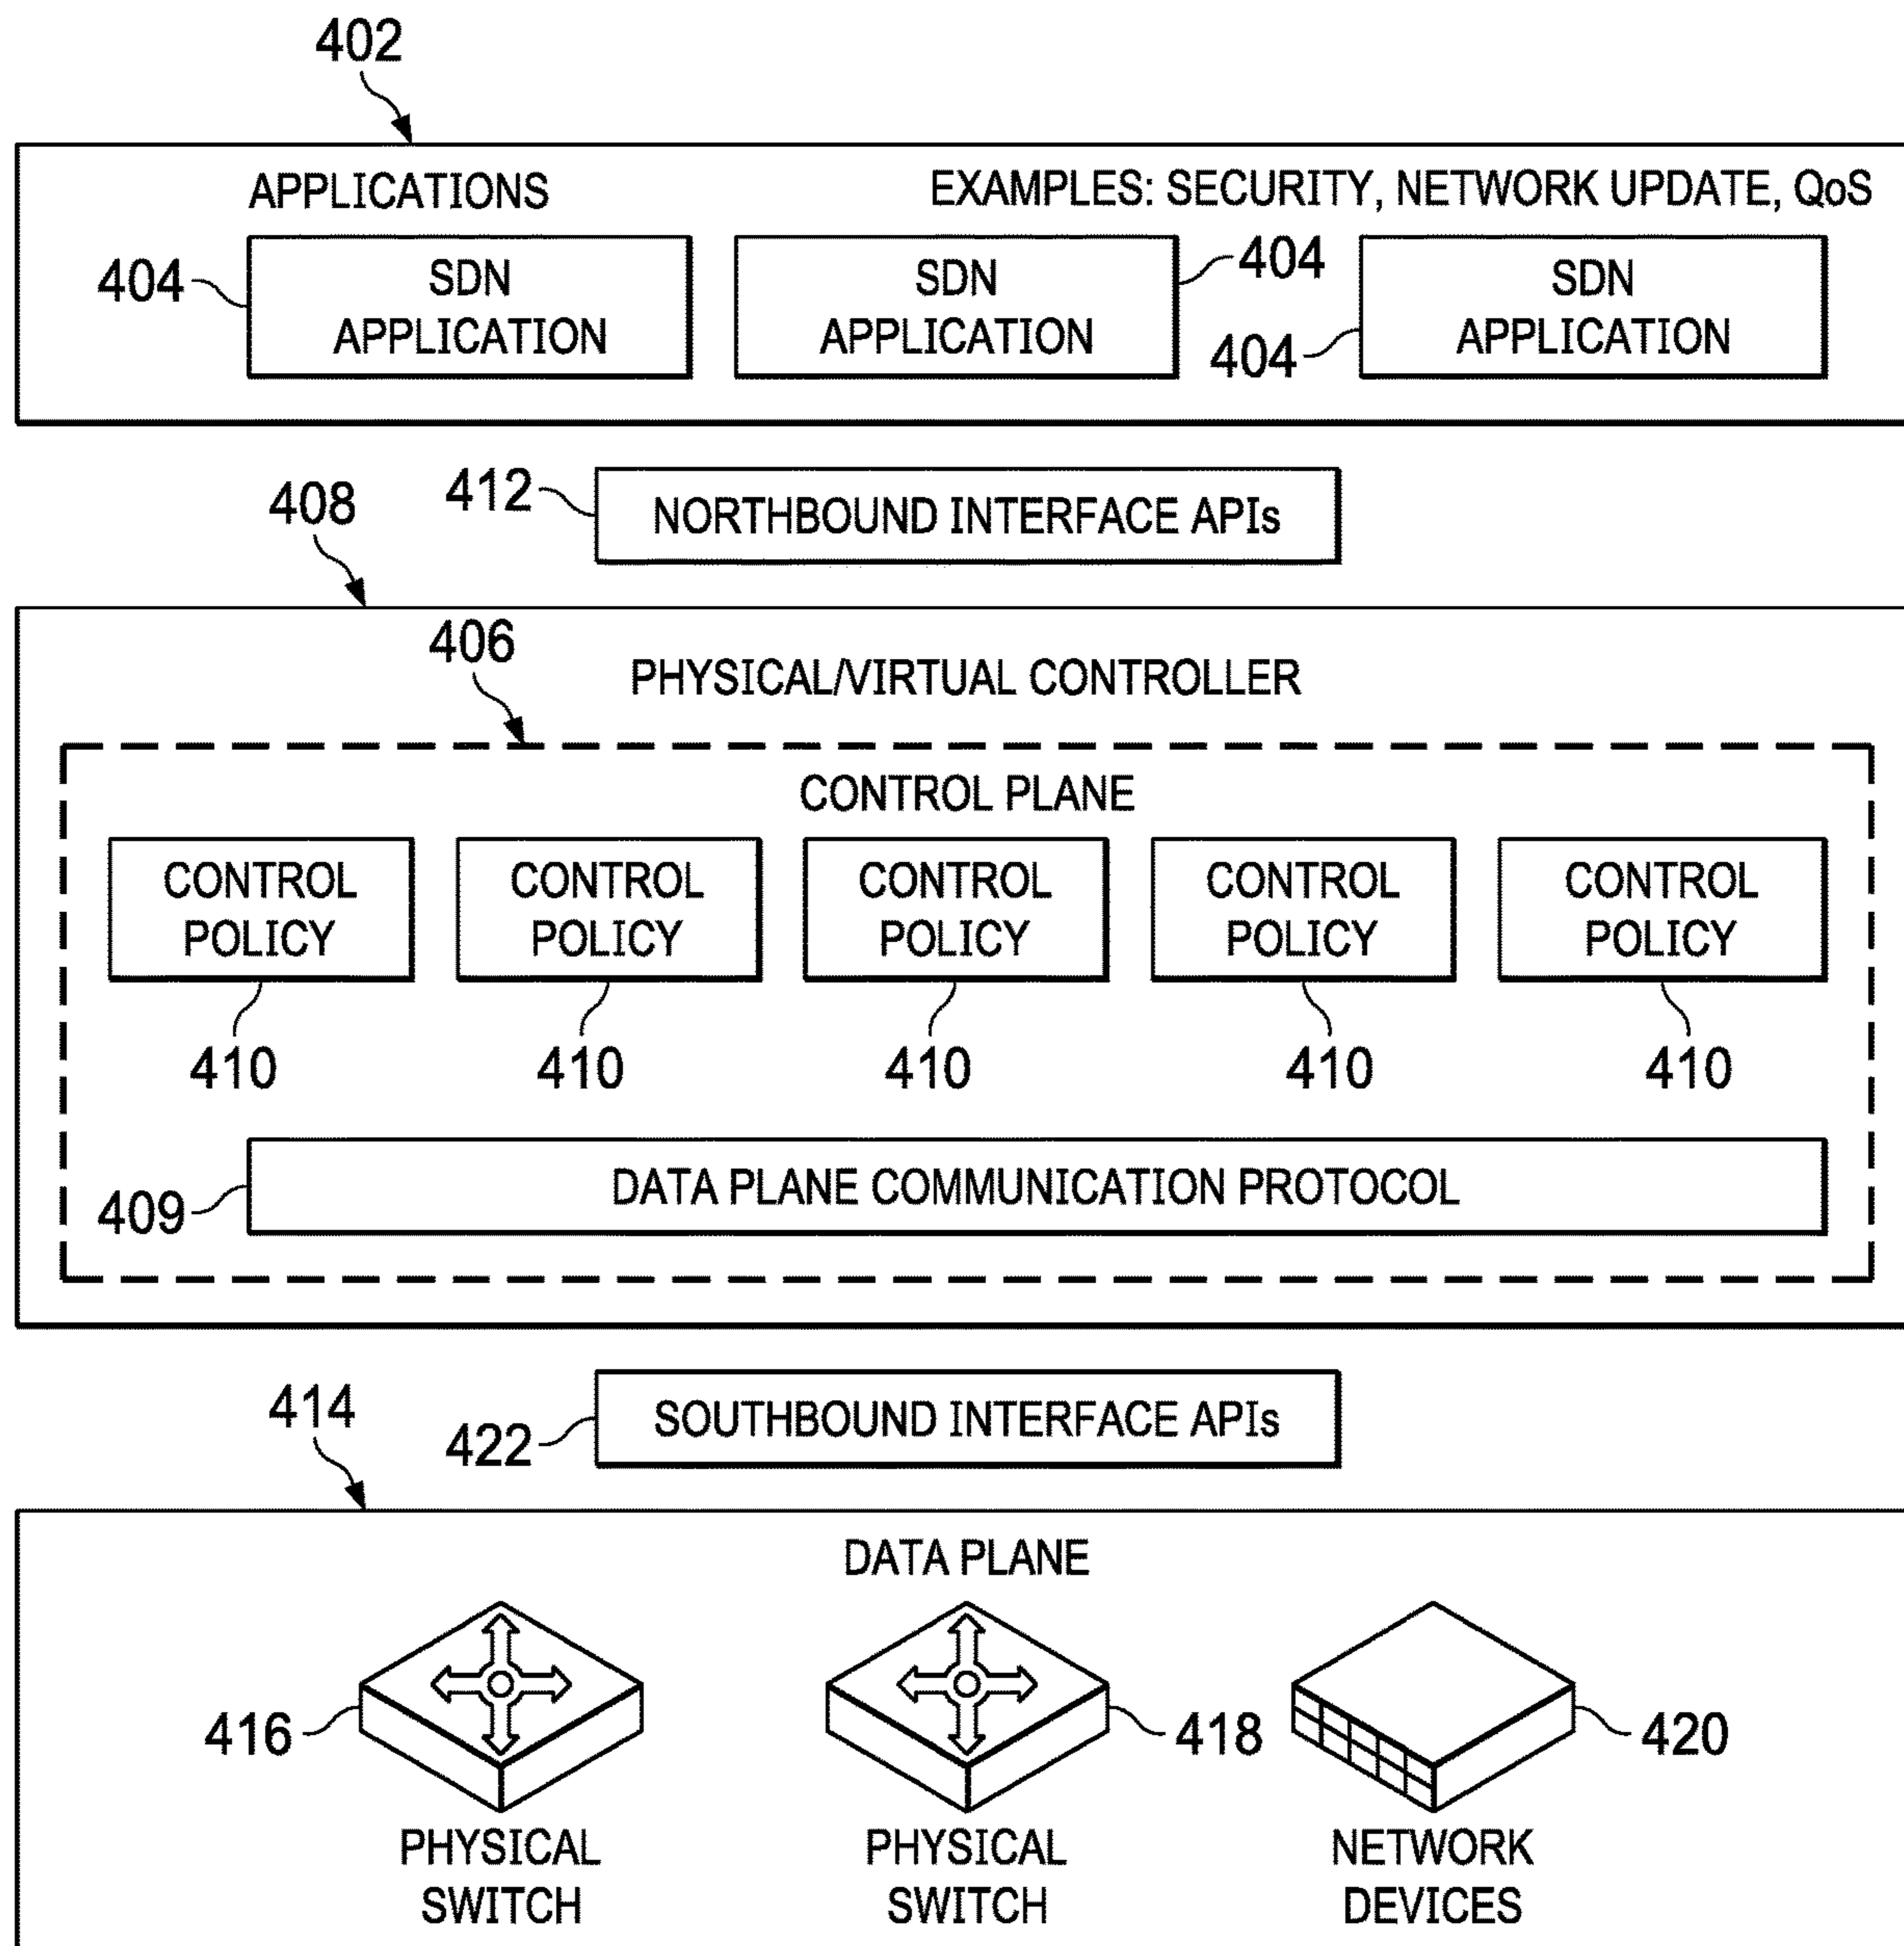 402
APPLICATIONS
EXAMPLES: SECURITY, NETWORK UPDATE, QoS
404
SDN
APPLICATION
SDN
APPLICATION
404
404
SDN
APPLICATION
408
412
NORTHBOUND INTERFACE APIs
406
PHYSICAL/VIRTUAL CONTROLLER
CONTROL PLANE
CONTROL
POLICY
CONTROL
POLICY
CONTROL
POLICY
CONTROL
POLICY
CONTROL
POLICY
410
410
410
410
410
409
DATA PLANE COMMUNICATION PROTOCOL
414
422
SOUTHBOUND INTERFACE APIs
DATA PLANE
416
418
420
PHYSICAL
SWITCH
PHYSICAL
SWITCH
NETWORK
DEVICES